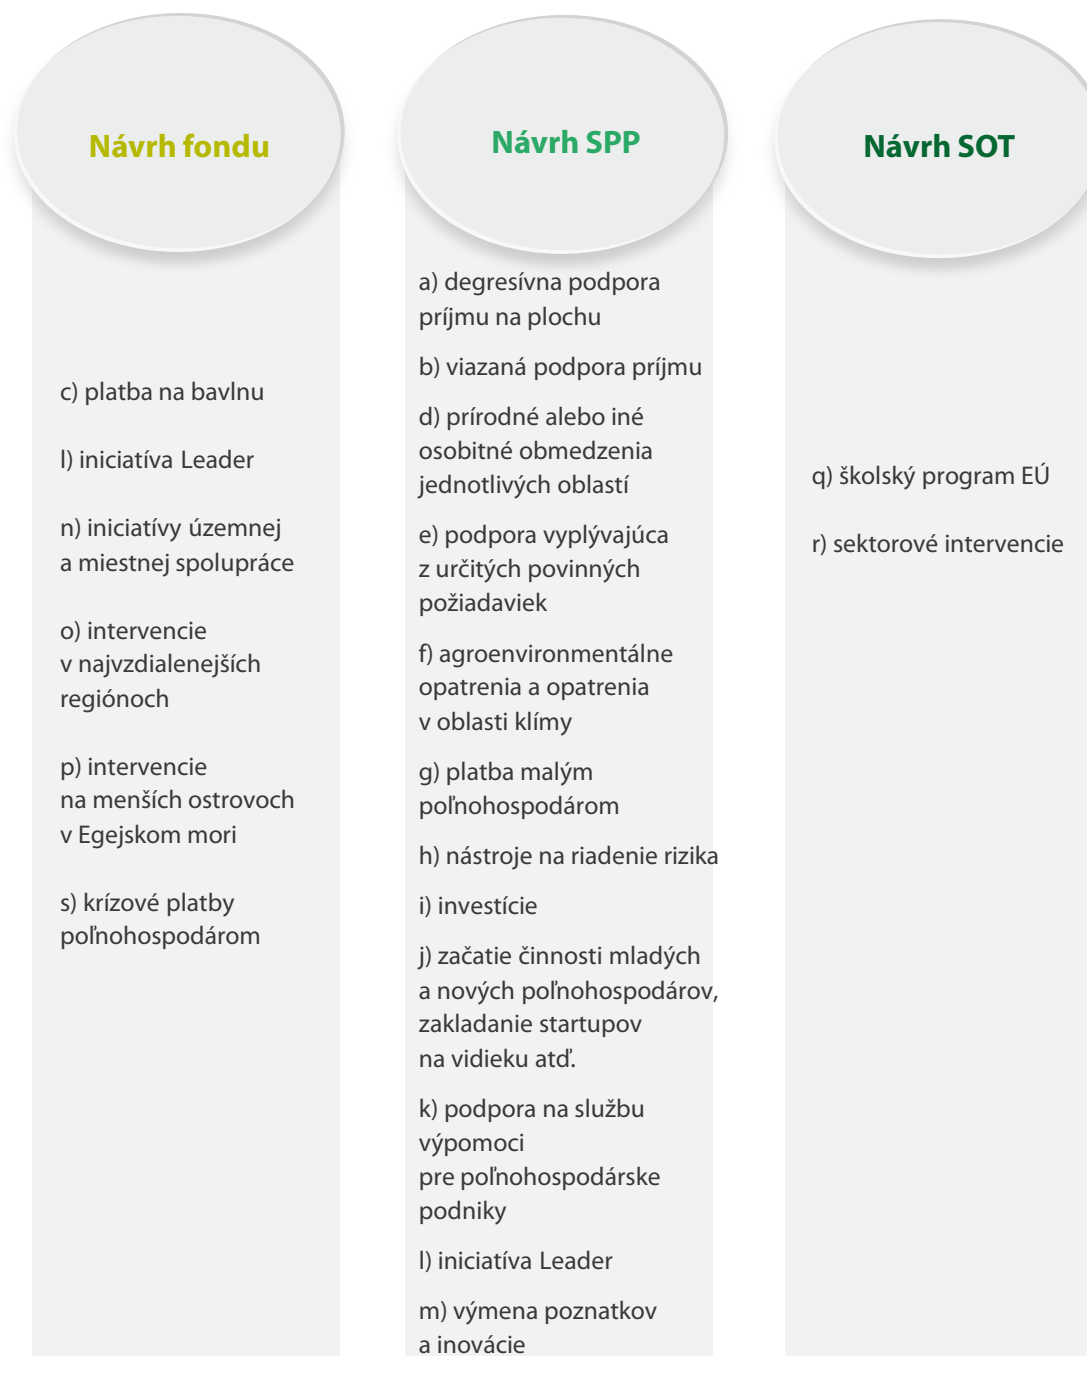 Návrh fondu
c) platba na bavlnu
l) iniciatíva Leader
n) iniciatívy územnej
a miestnej spolupráce
o) intervencie
v najvzdialenejších
regiónoch
p) intervencie
na menších ostrovoch
v Egejskom mori
s) krízové platby
poľnohospodárom
Návrh SPP
a) degresívna podpora
príjmu na plochu
b) viazaná podpora príjmu
d) prírodné alebo iné
osobitné obmedzenia
jednotlivých oblastí
e) podpora vyplývajúca
z určitých povinných
požiadaviek
f) agroenvironmentálne
opatrenia a opatrenia
v oblasti klímy
g) platba malým
poľnohospodárom
h) nástroje na riadenie rizika
i) investície
j) začatie činnosti mladých
a nových poľnohospodárov,
zakladanie startupov
na vidieku atď.
k) podpora na službu
výpomoci
pre poľnohospodárske
podniky
l) iniciatíva Leader
m) výmena poznatkov
a inovácie
Návrh SOT
q) školský program EÚ
r) sektorové intervencie